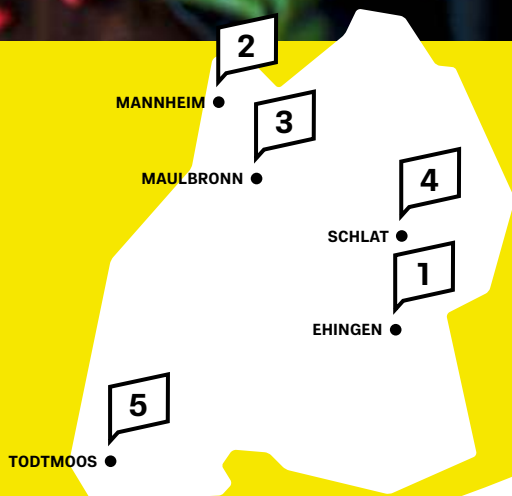 2
MANNHEIM
3
MAULBRONN
4
SCHLAT
1
EHINGEN
5
TODTMOOS